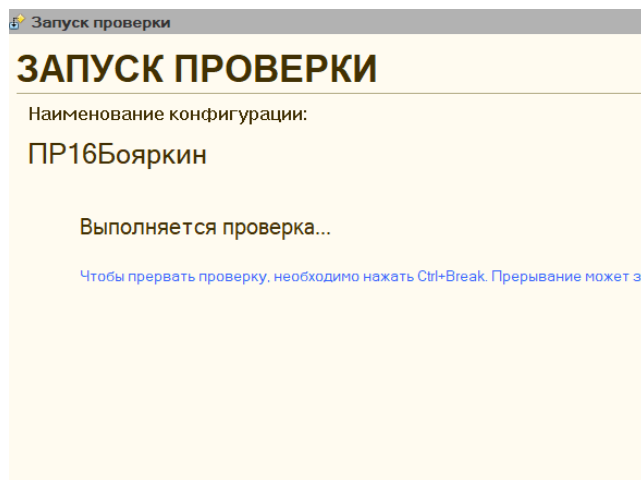 Запуск проверки
ЗАПУСК ПРОВЕРКИ
Наименование конфигурации:
ПР16Бояркин
Выполняется проверка...
Чтобы прервать проверку, необходимо нажать Ctrl+Break. Прерывание может з